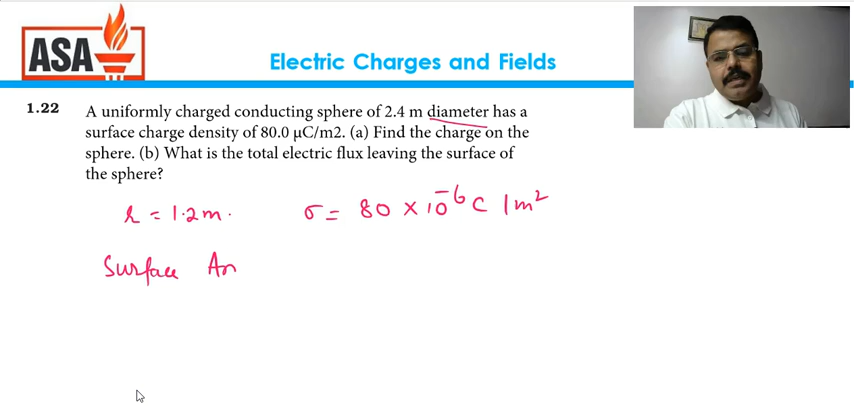 ASA
Electric Charges and Fields
1.22 A uniformly charged conducting sphere of 2.4 m diameter has a
surface charge density of 80.0 μC/m2. (a) Find the charge on the
sphere. (b) What is the total electric flux leaving the surface of
the sphere?
r = 1.2m. σ = 80 × 10⁻⁶ C / m²
Surface Ar